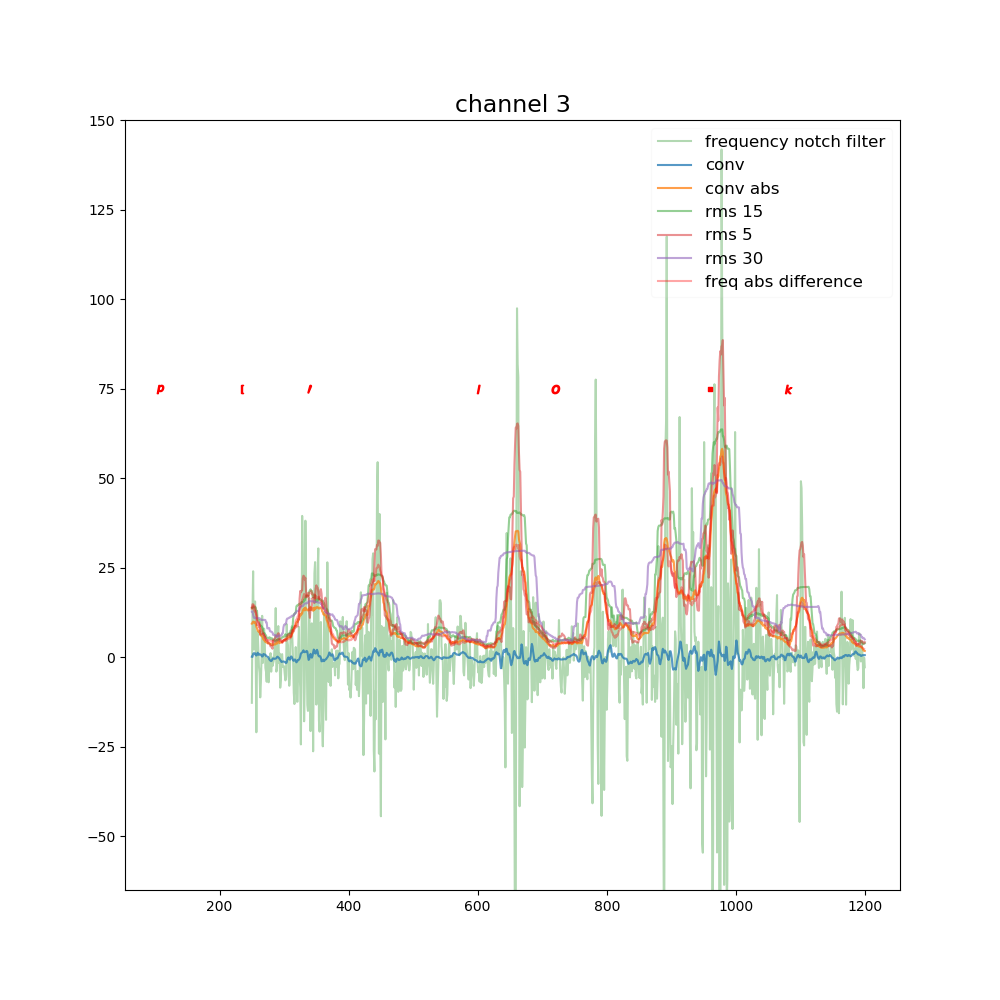 channel 3
150
125
100
75
50
25
0
−25
−50
frequency notch filter
conv
conv abs
rms 15
rms 5
rms 30
freq abs difference
p [ / l O k
200 400 600 800 1000 1200